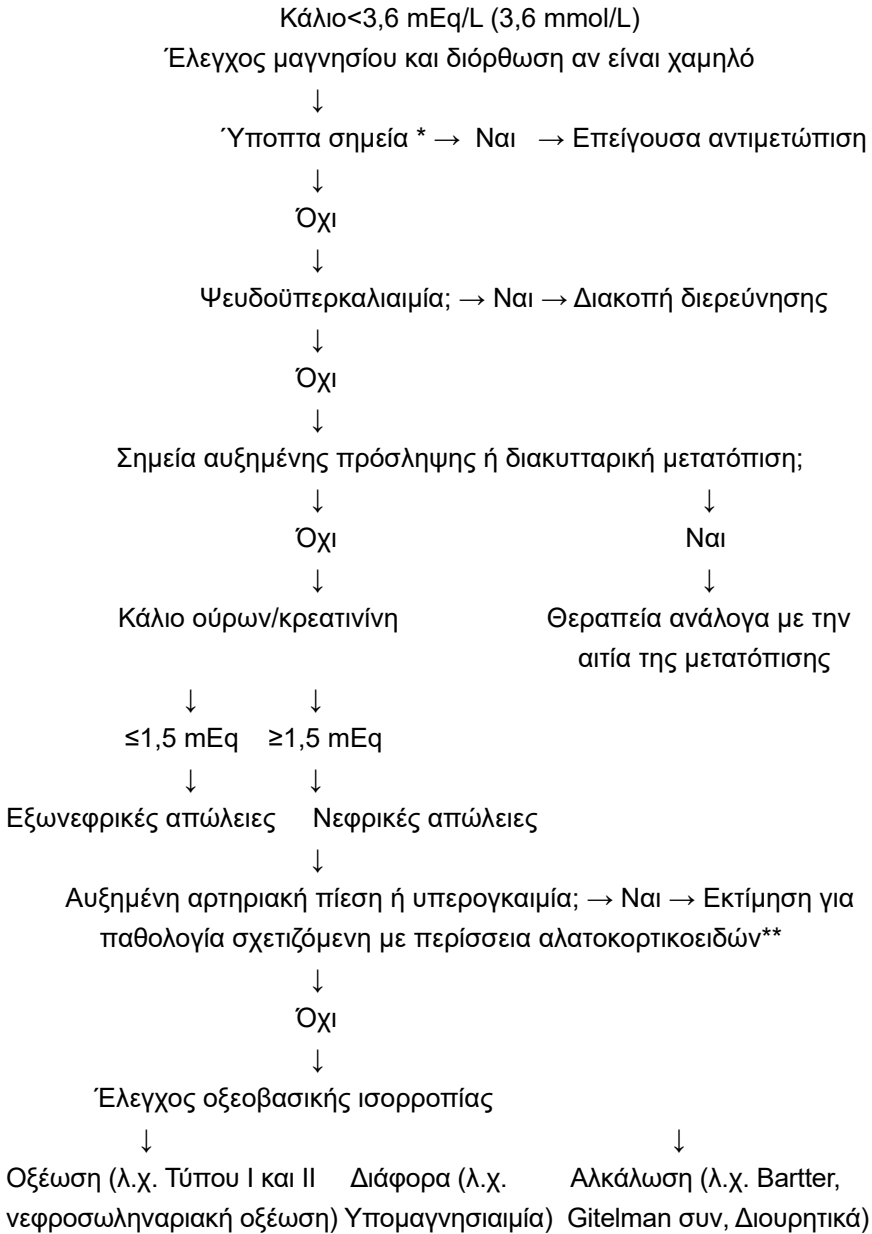 Κάλιο<3,6 mEq/L (3,6 mmol/L)
Έλεγχος μαγνησίου και διόρθωση αν είναι χαμηλό
↓
Ύποπτα σημεία * → Ναι → Επείγουσα αντιμετώπιση
↓
Όχι
↓
Ψευδοϋπερκαλιαιμία; → Ναι → Διακοπή διερεύνησης
↓
Όχι
↓
Σημεία αυξημένης πρόσληψης ή διακυτταρική μετατόπιση;
↓ ↓
Όχι Ναι
↓ ↓
Κάλιο ούρων/κρεατινίνη Θεραπεία ανάλογα με την
αιτία της μετατόπισης
↓ ↓
≤1,5 mEq ≥1,5 mEq
↓ ↓
Εξωνεφρικές απώλειες Νεφρικές απώλειες
↓
Αυξημένη αρτηριακή πίεση ή υπερογκαιμία; → Ναι → Εκτίμηση για
παθολογία σχετιζόμενη με περίσσεια αλατοκορτικοειδών**
↓
Όχι
↓
Έλεγχος οξεοβασικής ισορροπίας
↓ ↓
Οξέωση (λ.χ. Τύπου Ι και ΙΙ Διάφορα (λ.χ. Αλκάλωση (λ.χ. Bartter,
νεφροσωληναριακή οξέωση) Υπομαγνησιαιμία) Gitelman συν, Διουρητικά)